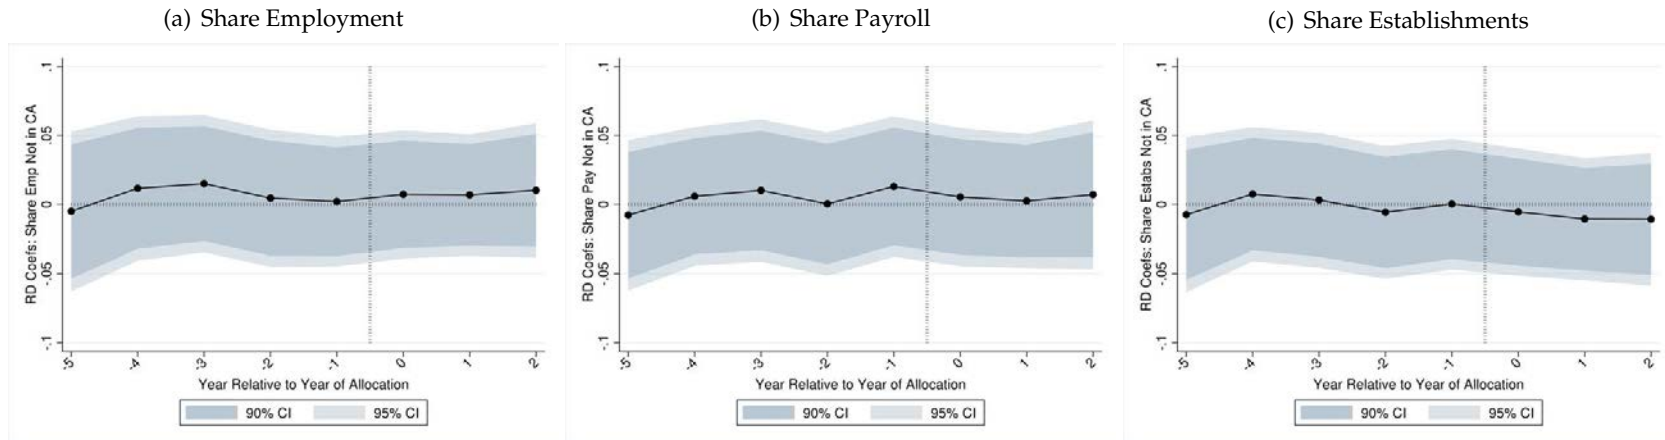 (a) Share Employment
RD Coefs: Share Emp Not in CA
.1
.05
0
-.05
-.1
-5 -4 -3 -2 -1 0 1 2
Year Relative to Year of Allocation
90% CI 95% CI
(b) Share Payroll
RD Coefs: Share Pay Not in CA
.1
.05
0
-.05
-.1
-5 -4 -3 -2 -1 0 1 2
Year Relative to Year of Allocation
90% CI 95% CI
(c) Share Establishments
RD Coefs: Share Estabs Not in CA
.1
.05
0
-.05
-.1
-5 -4 -3 -2 -1 0 1 2
Year Relative to Year of Allocation
90% CI 95% CI